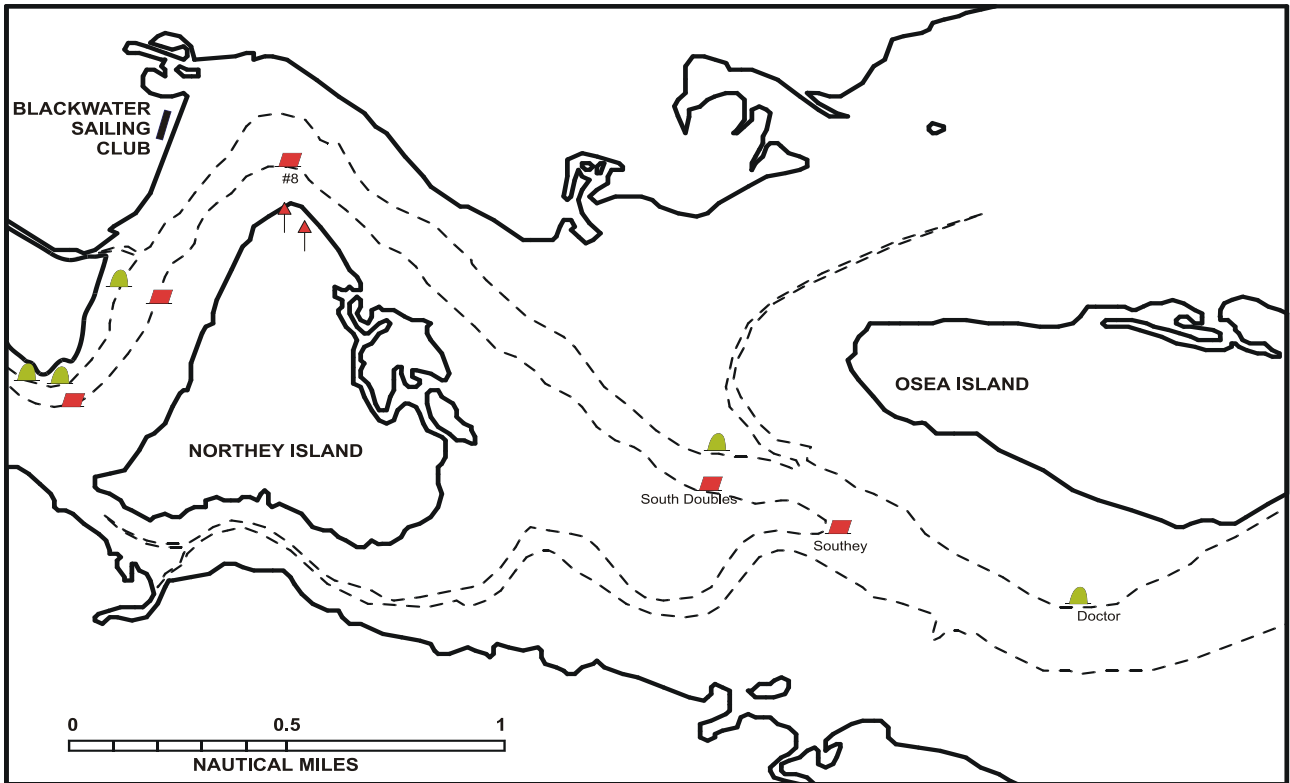 BLACKWATER
SAILING
CLUB
#8
OSEA ISLAND
NORTHEY ISLAND
South Doubles
Southey
Doctor
0 0.5 1
NAUTICAL MILES